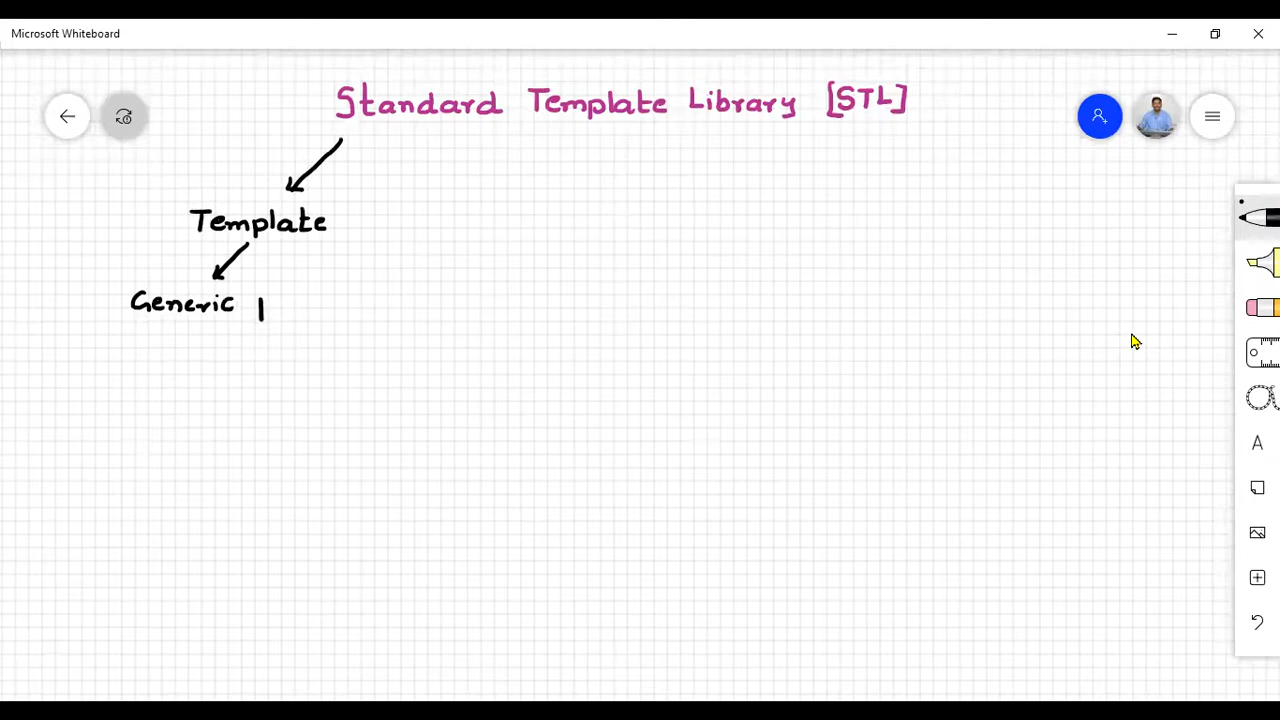 Microsoft Whiteboard
Standard Template Library [STL]
Template
Generic